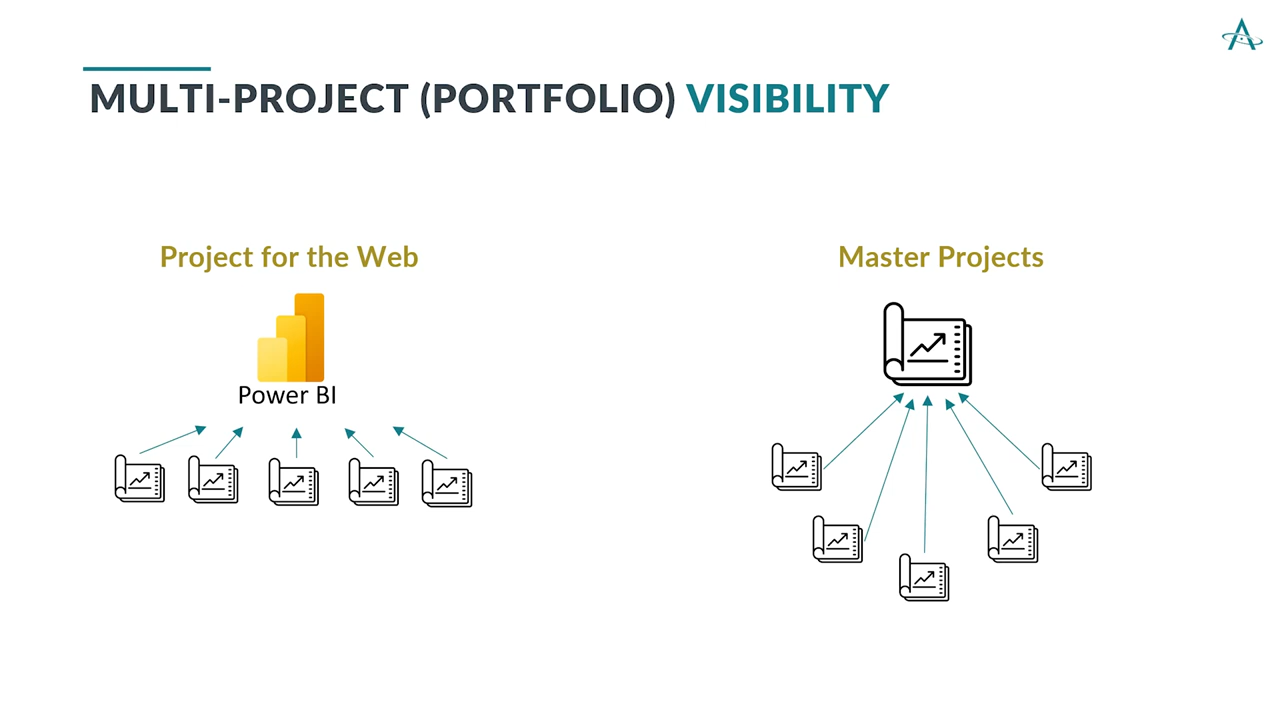 MULTI-PROJECT (PORTFOLIO) VISIBILITY
Project for the Web
Master Projects
Power BI